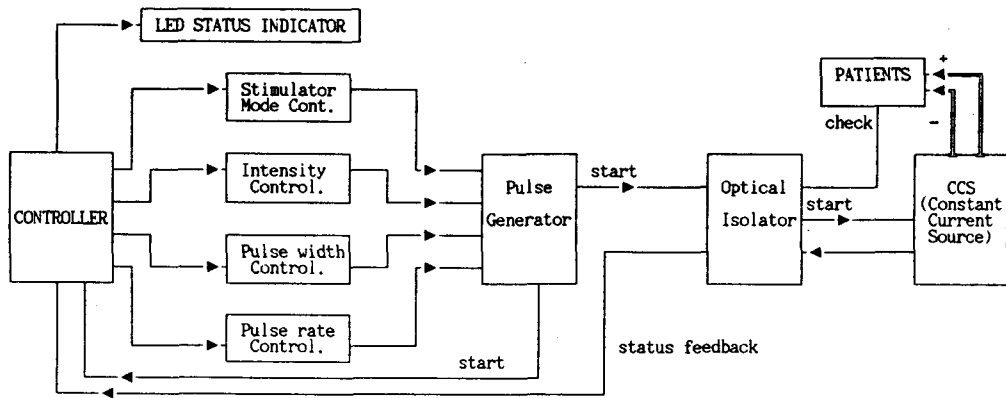 LED STATUS INDICATOR
Stimulator
Mode Cont.
Intensity
Control.
Pulse width
Control.
Pulse rate
Control.
CONTROLLER
Pulse
Generator
start
start
Optical
Isolator
PATIENTS
+
-
check
start
CCS
(Constant
Current
Source)
status feedback